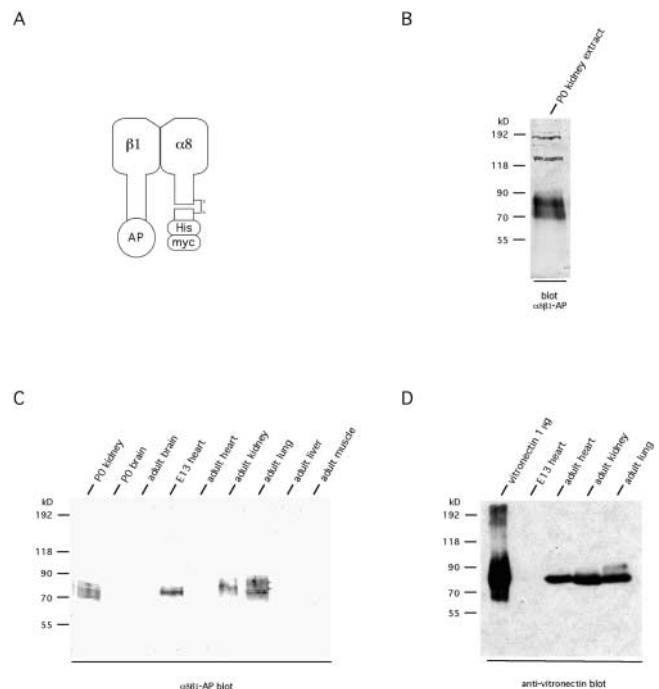 A
β1
α8
AP
His
myc
B
P0 kidney extract
kD
192
118
90
70
55
blot
α8β1-AP
C
P0 kidney
P0 brain
adult brain
E13 heart
adult heart
adult kidney
adult lung
adult liver
adult muscle
kD
192
118
90
70
55
α8β1-AP blot
D
vitronectin 1 µg
E13 heart
adult heart
adult kidney
adult lung
kD
192
118
90
70
55
anti-vitronectin blot